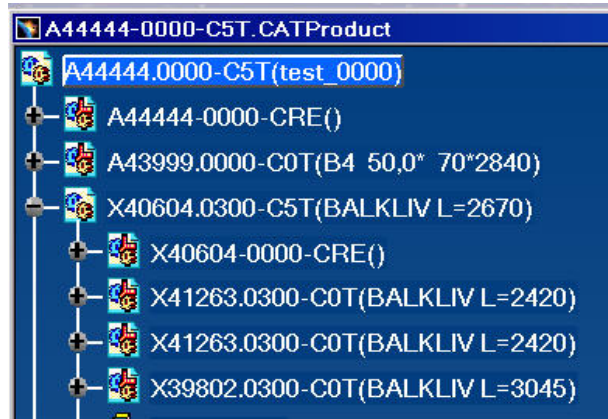 A44444-0000-C5T.CATProduct
A44444.0000-C5T(test_0000)
A44444-0000-CRE()
A43999.0000-C0T(B4 50,0* 70*2840)
X40604.0300-C5T(BALKLIV L=2670)
X40604-0000-CRE()
X41263.0300-C0T(BALKLIV L=2420)
X41263.0300-C0T(BALKLIV L=2420)
X39802.0300-C0T(BALKLIV L=3045)